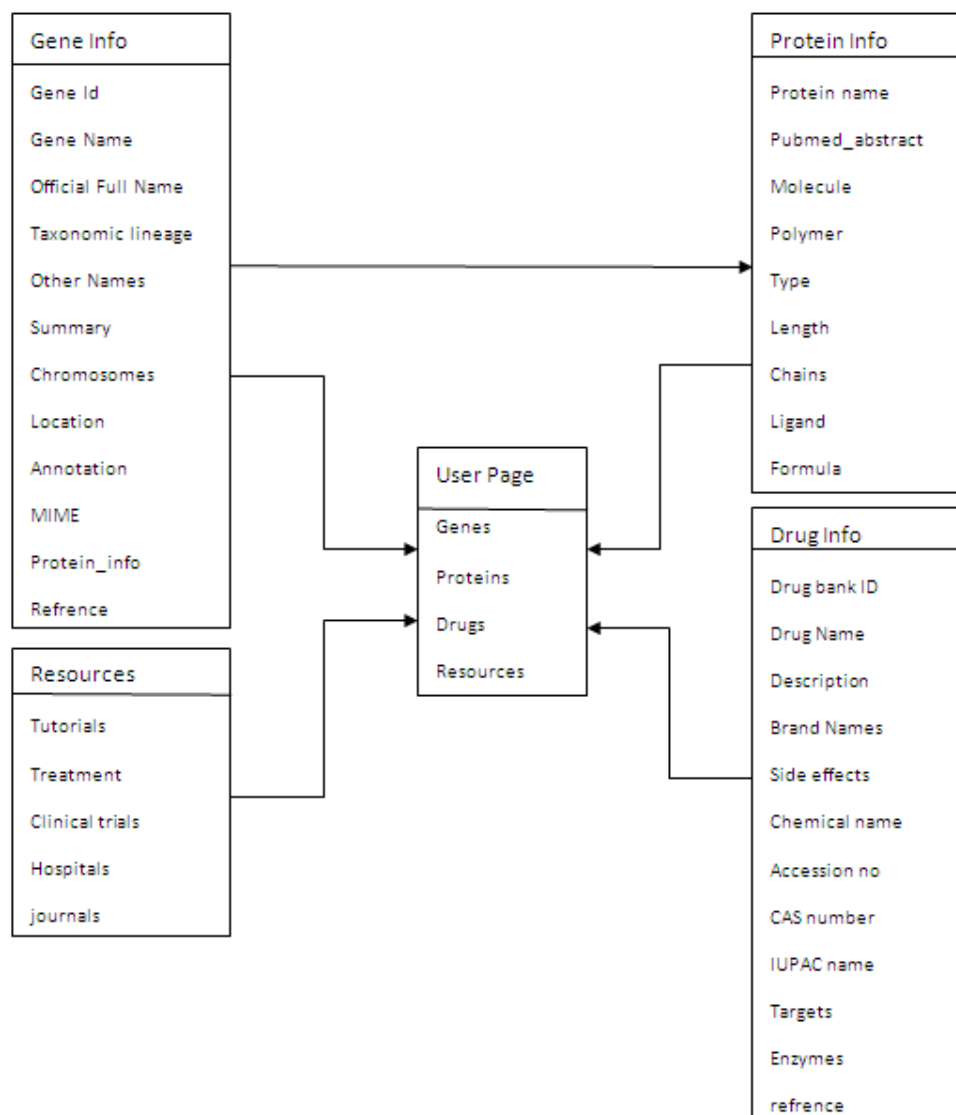 Gene Info
Gene Id
Gene Name
Official Full Name
Taxonomic lineage
Other Names
Summary
Chromosomes
Location
Annotation
MIME
Protein_info
Refrence
Resources
Tutorials
Treatment
Clinical trials
Hospitals
journals
User Page
Genes
Proteins
Drugs
Resources
Protein Info
Protein name
Pubmed_abstract
Molecule
Polymer
Type
Length
Chains
Ligand
Formula
Drug Info
Drug bank ID
Drug Name
Description
Brand Names
Side effects
Chemical name
Accession no
CAS number
IUPAC name
Targets
Enzymes
refrence